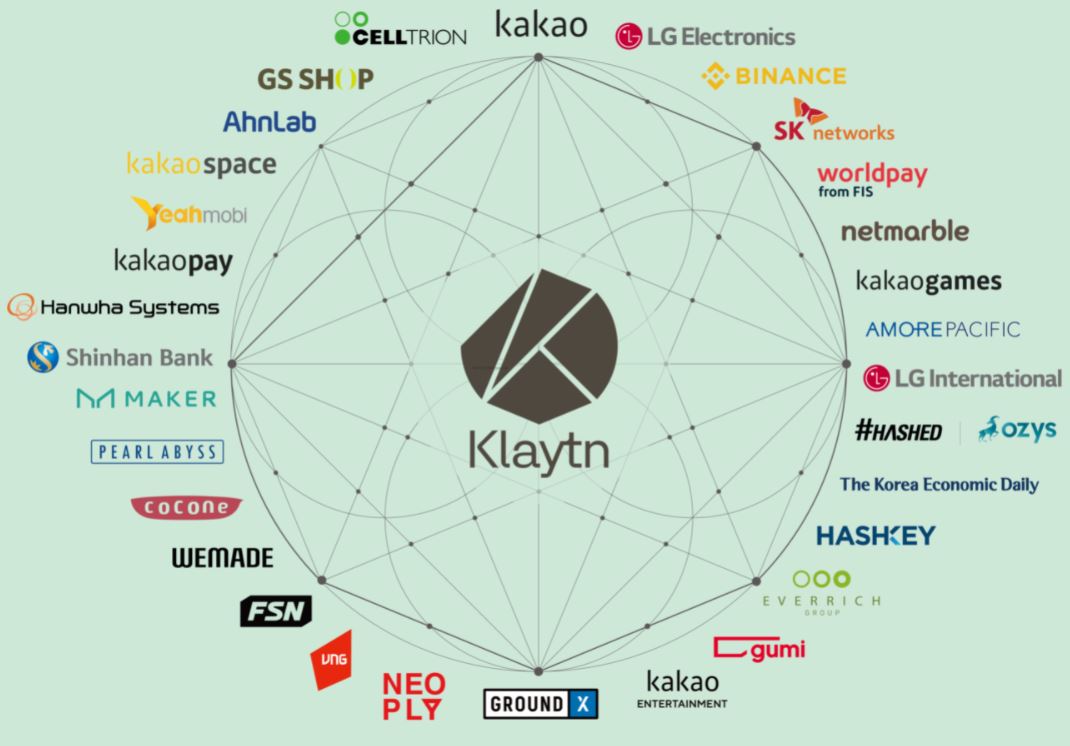 kakao
CELLTRION
LG Electronics
GS SHOP
BINANCE
AhnLab
SK networks
kakaospace
worldpay
from FIS
Yeahmobi
netmarble
kakaopay
kakaogames
Hanwha Systems
AMOREPACIFIC
Shinhan Bank
LG International
MAKER
#HASHED
ozys
PEARL ABYSS
Klaytn
The Korea Economic Daily
cocone
HASHKEY
WEMADE
EVERRICH
GROUP
FSN
gumi
VNG
kakao
ENTERTAINMENT
NEO
PLY
GROUND X